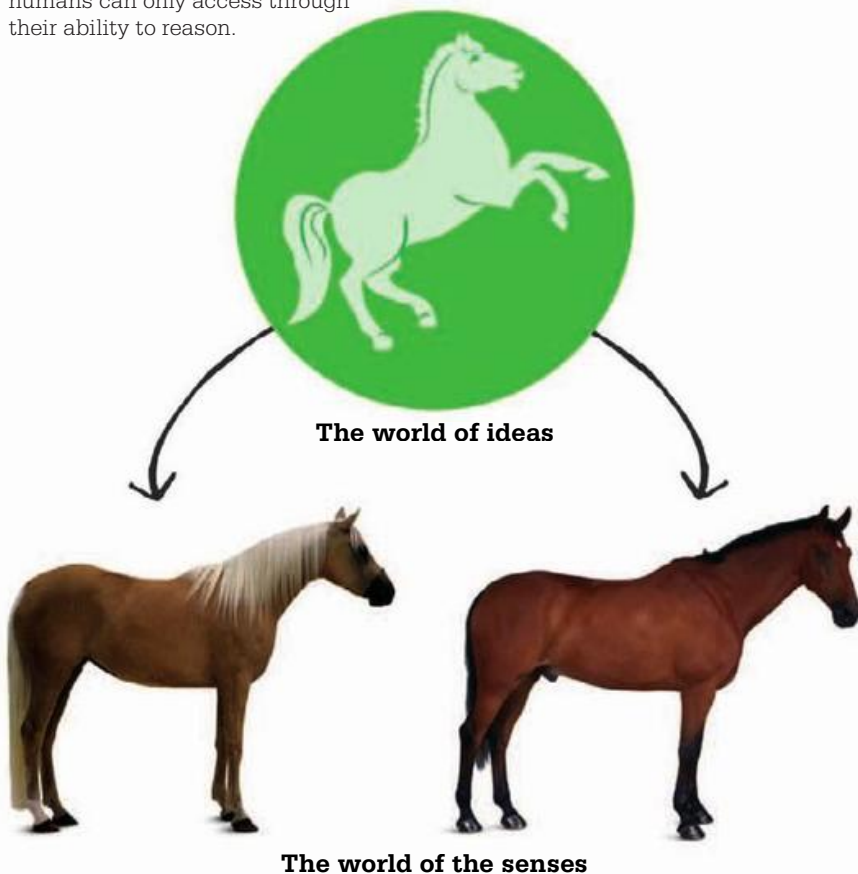 humans can only access through
their ability to reason.
The world of ideas
The world of the senses